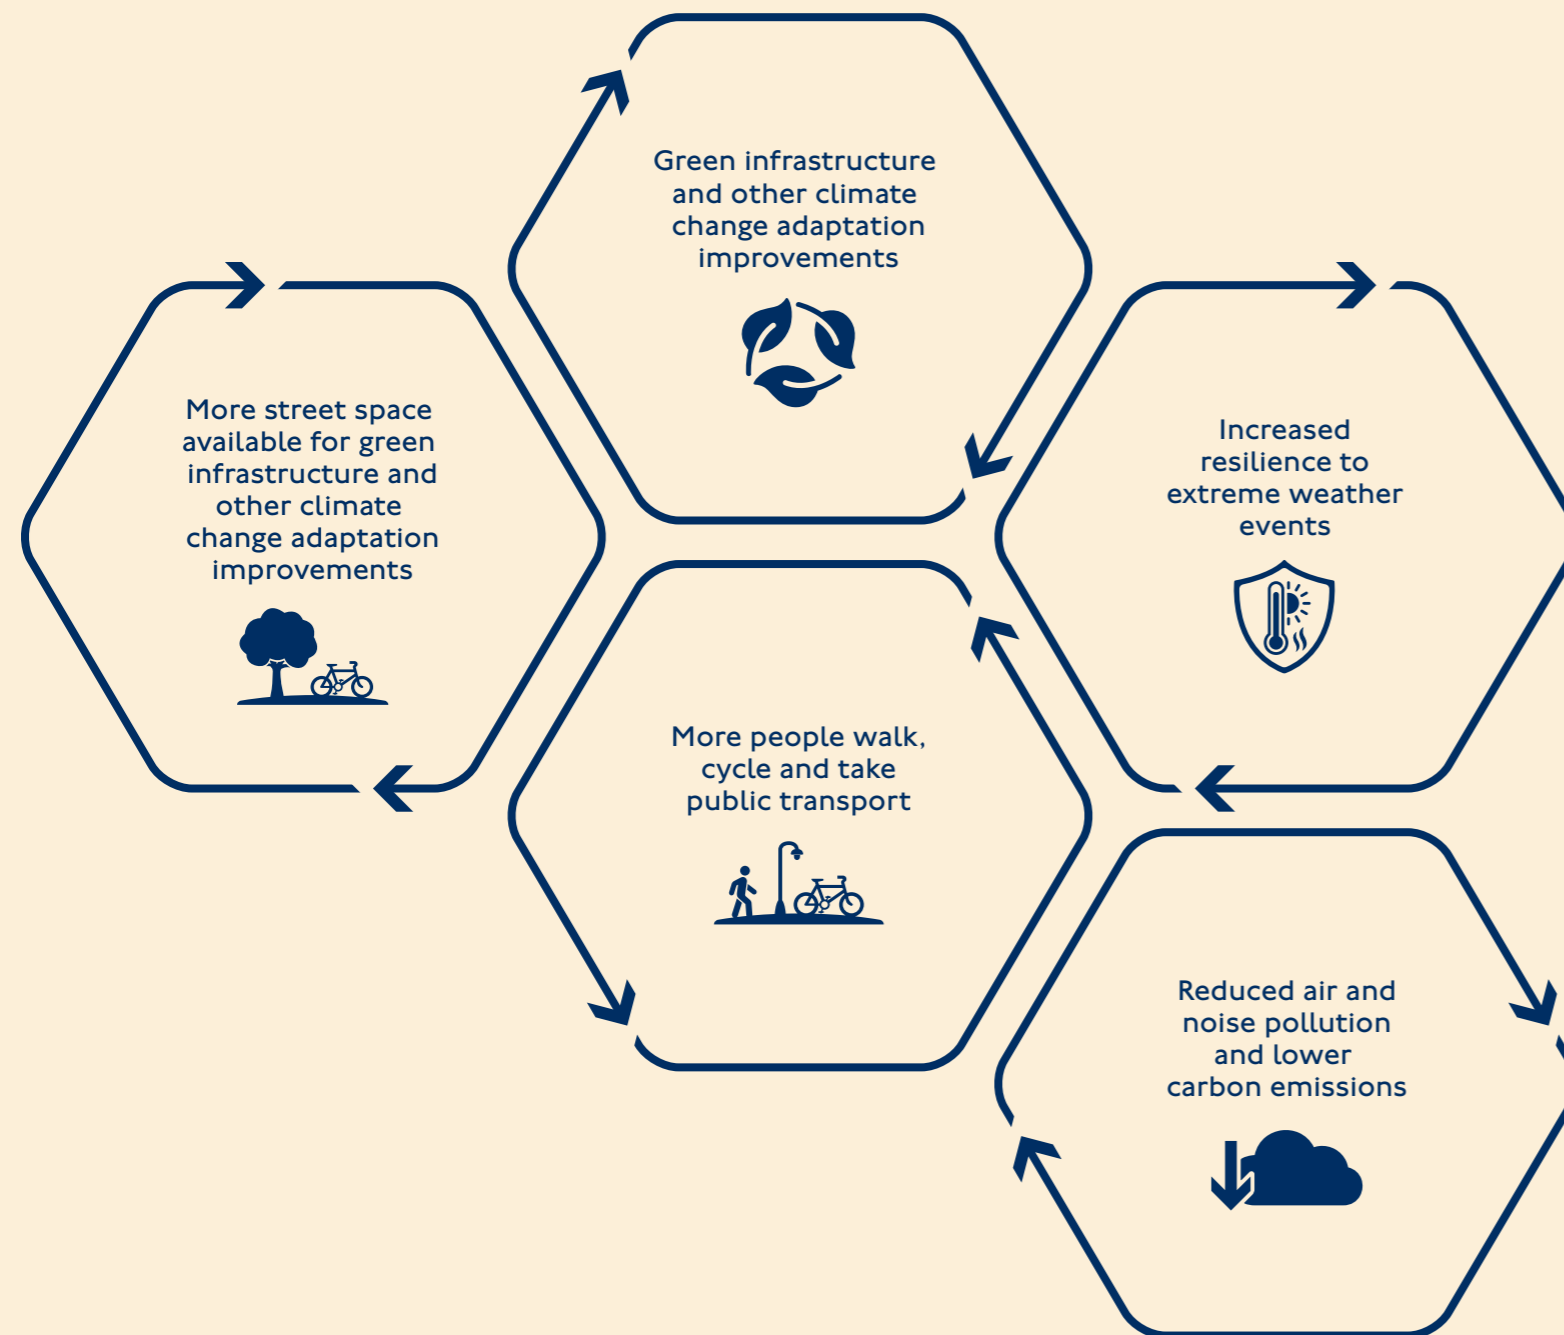 Green infrastructure
and other climate
change adaptation
improvements
More street space
available for green
infrastructure and
other climate
change adaptation
improvements
Increased
resilience to
extreme weather
events
More people walk,
cycle and take
public transport
Reduced air and
noise pollution
and lower
carbon emissions